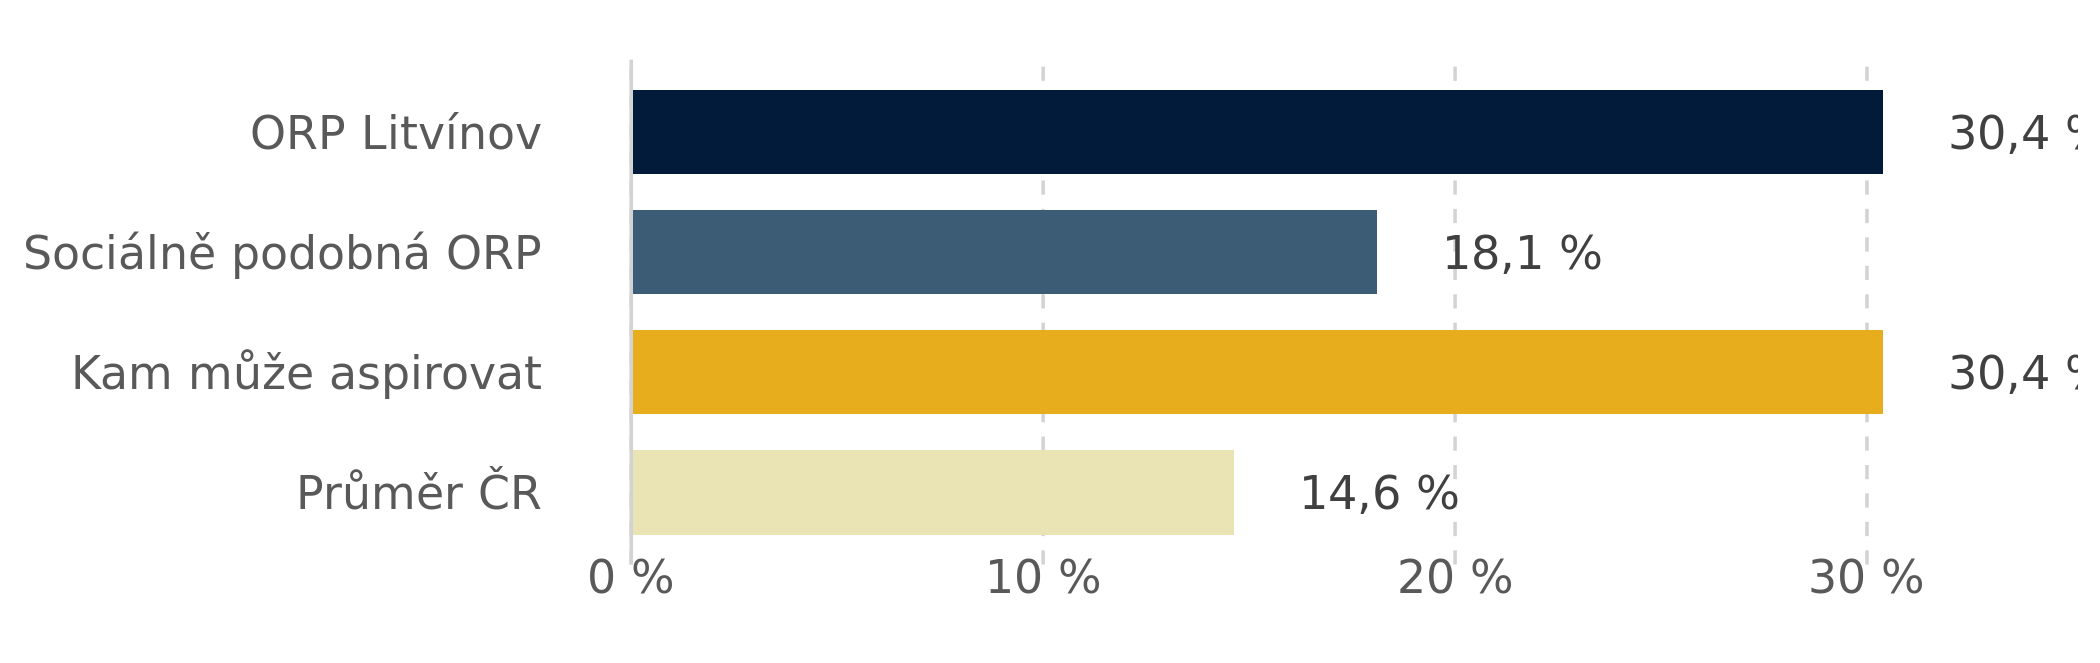 ORP Litvínov 30,4 %
Sociálně podobná ORP 18,1 %
Kam může aspirovat 30,4 %
Průměr ČR 14,6 %
0 % 10 % 20 % 30 %